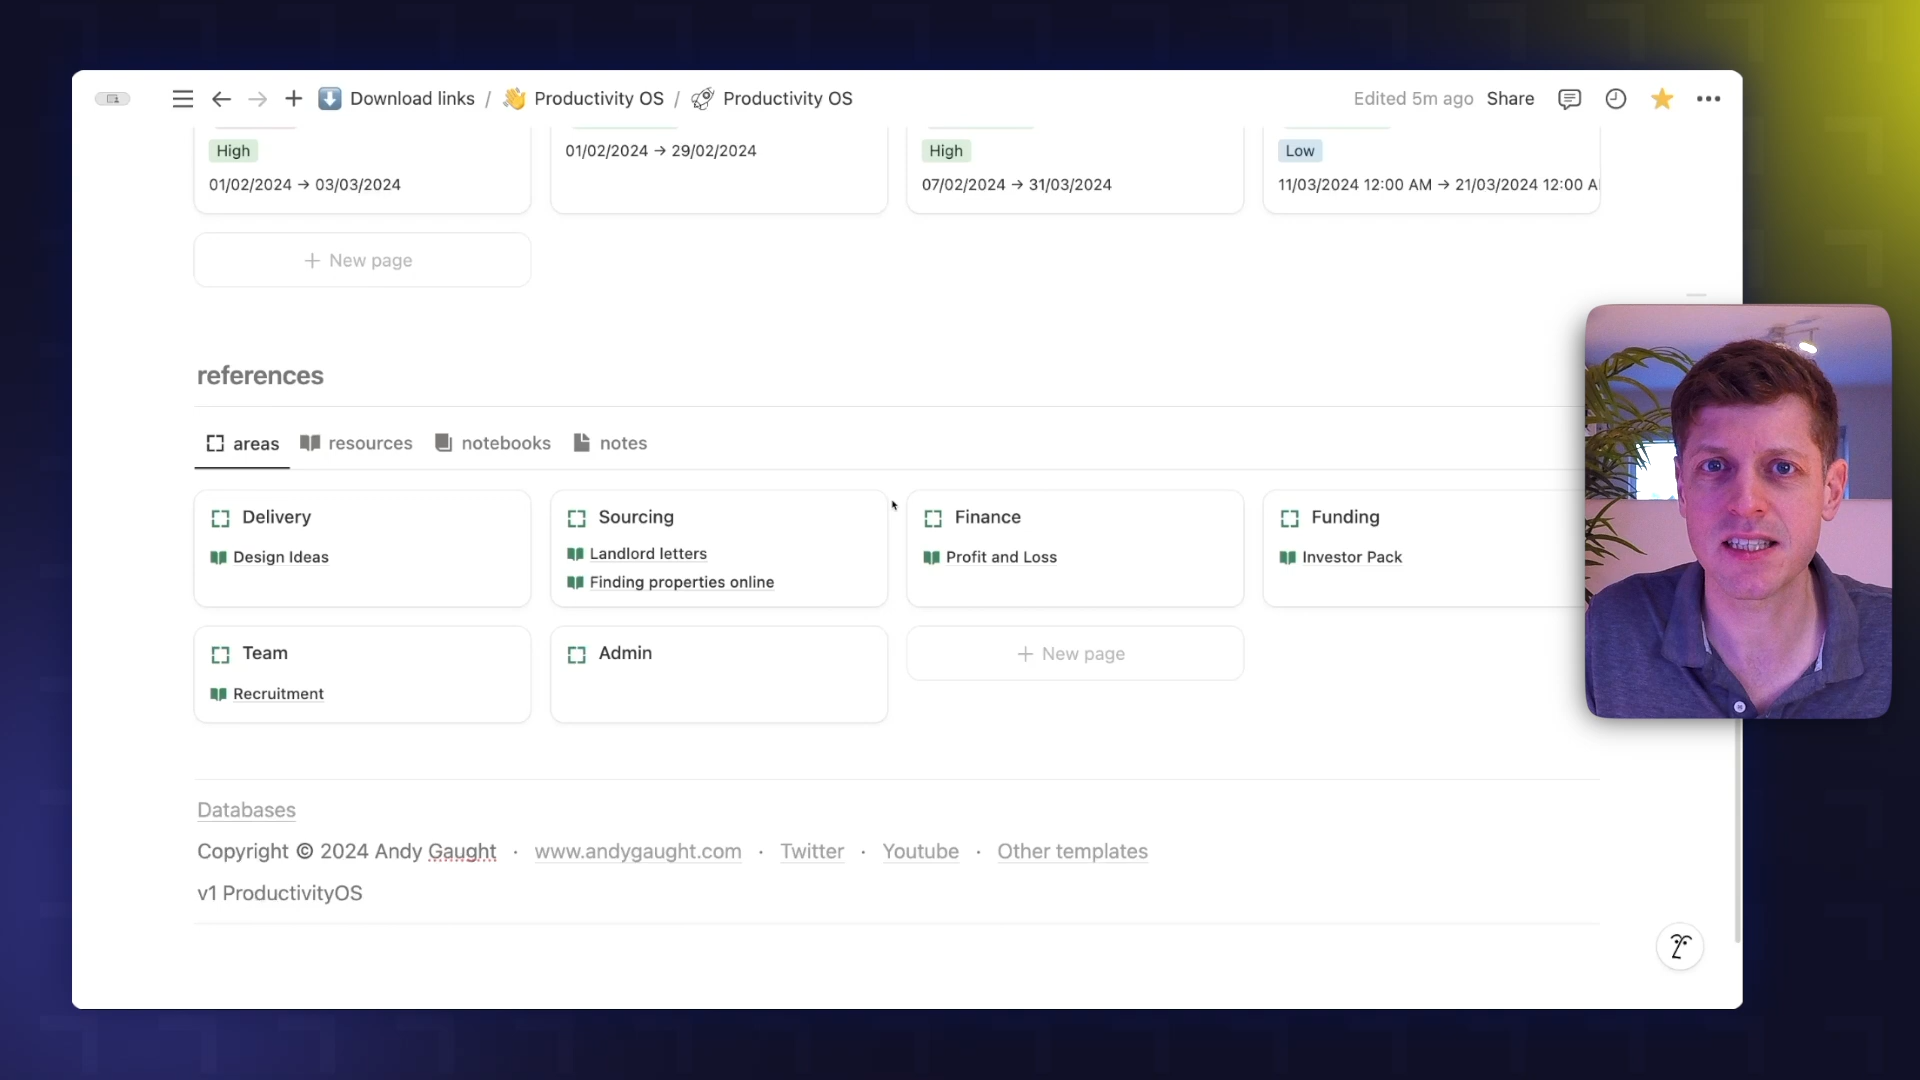 Download links / Productivity OS / Productivity OS
Edited 5m ago Share
High
01/02/2024 → 03/03/2024
01/02/2024 → 29/02/2024
High
07/02/2024 → 31/03/2024
Low
11/03/2024 12:00 AM → 21/03/2024 12:00 A
+ New page
references
areas resources notebooks notes
Delivery
Design Ideas
Sourcing
Landlord letters
Finding properties online
Finance
Profit and Loss
Funding
Investor Pack
Team
Recruitment
Admin
+ New page
Databases
Copyright © 2024 Andy Gaught · www.andygaught.com · Twitter · Youtube · Other templates
v1 ProductivityOS